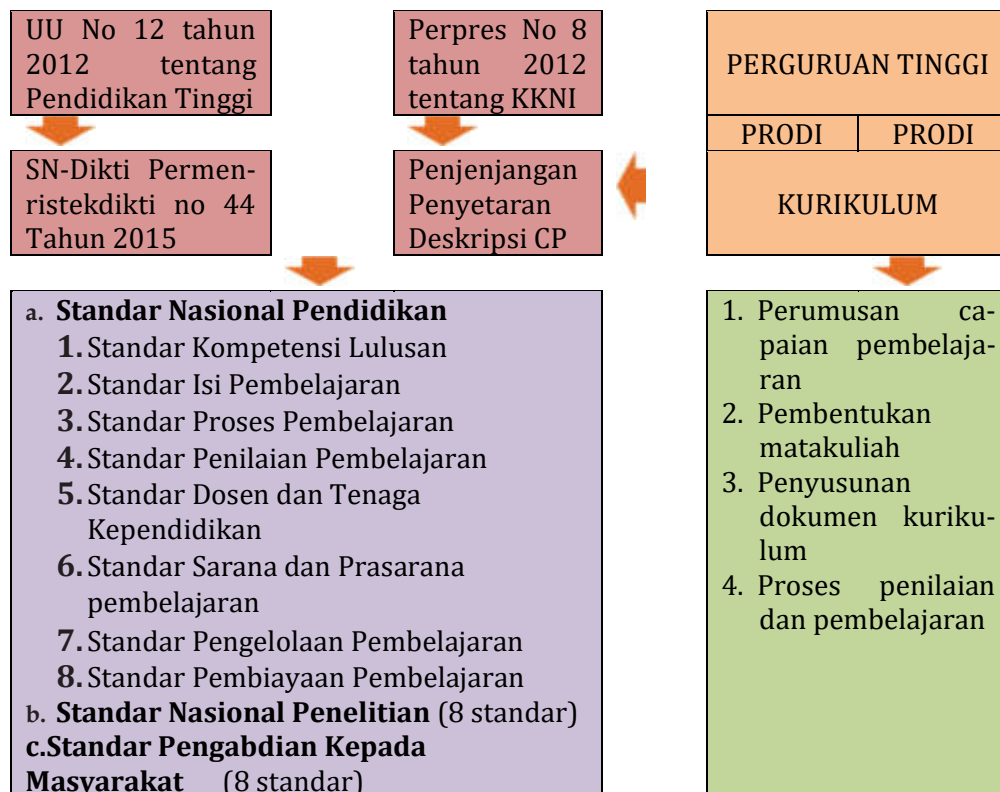 UU No 12 tahun
2012 tentang
Pendidikan Tinggi
Perpres No 8
tahun 2012
tentang KKNI
PERGURUAN TINGGI
PRODI
PRODI
SN-Dikti Permen-
ristekdikti no 44
Tahun 2015
Penjenjangan
Penyetaran
Deskripsi CP
KURIKULUM
a. Standar Nasional Pendidikan
1. Standar Kompetensi Lulusan
2. Standar Isi Pembelajaran
3. Standar Proses Pembelajaran
4. Standar Penilaian Pembelajaran
5. Standar Dosen dan Tenaga
Kependidikan
6. Standar Sarana dan Prasarana
pembelajaran
7. Standar Pengelolaan Pembelajaran
8. Standar Pembiayaan Pembelajaran
b. Standar Nasional Penelitian (8 standar)
c.Standar Pengabdian Kepada
Masyarakat (8 standar)
1. Perumusan ca-
paian pembelaja-
ran
2. Pembentukan
matakuliah
3. Penyusunan
dokumen kuriku-
lum
4. Proses penilaian
dan pembelajaran